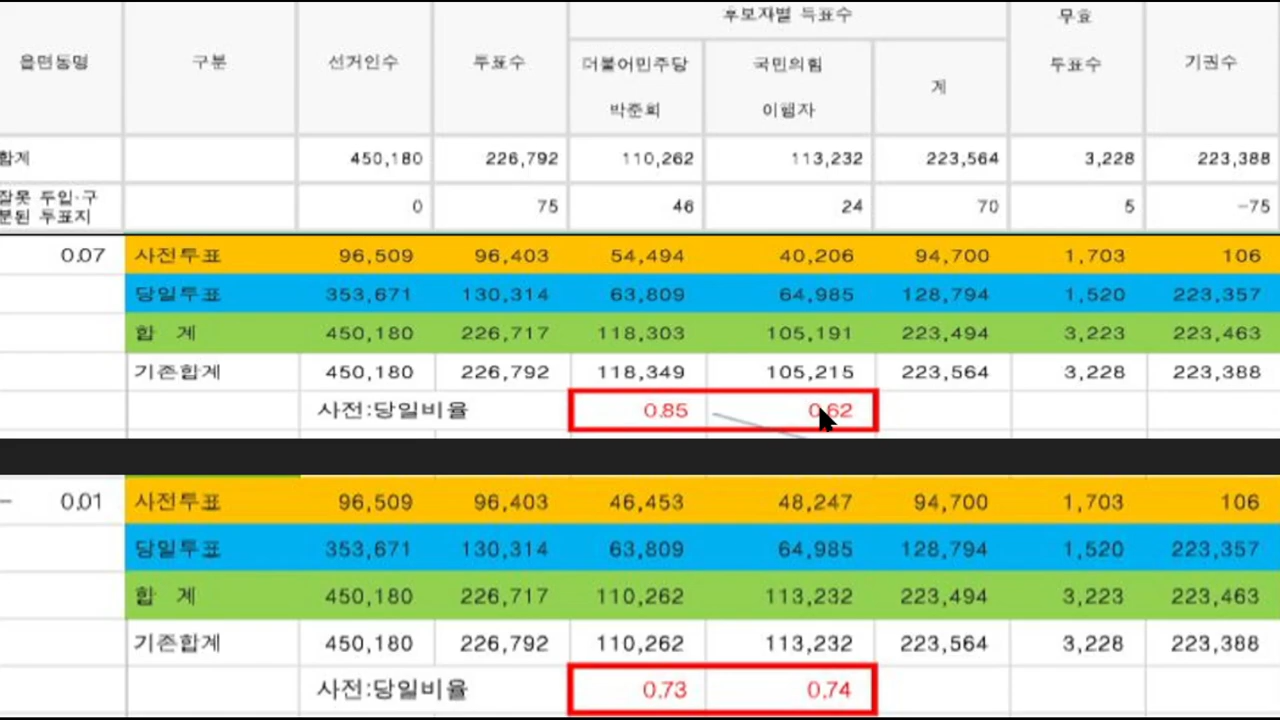 후보자별 득표수
무효
읍면동명 구분 선거인수 투표수 더불어민주당 국민의힘 계 투표수 기권수
박준회 이행자
합계 450,180 226,792 110,262 113,232 223,564 3,228 223,388
잘못 투입·구
분된 투표지 0 75 46 24 70 5 -75
0.07 사전투표 96,509 96,403 54,494 40,206 94,700 1,703 106
당일투표 353,671 130,314 63,809 64,985 128,794 1,520 223,357
합 계 450,180 226,717 118,303 105,191 223,494 3,223 223,463
기존합계 450,180 226,792 118,349 105,215 223,564 3,228 223,388
사전:당일비율 0.85 0.62
- 0.01 사전투표 96,509 96,403 46,453 48,247 94,700 1,703 106
당일투표 353,671 130,314 63,809 64,985 128,794 1,520 223,357
합 계 450,180 226,717 110,262 113,232 223,494 3,223 223,463
기존합계 450,180 226,792 110,262 113,232 223,564 3,228 223,388
사전:당일비율 0.73 0.74